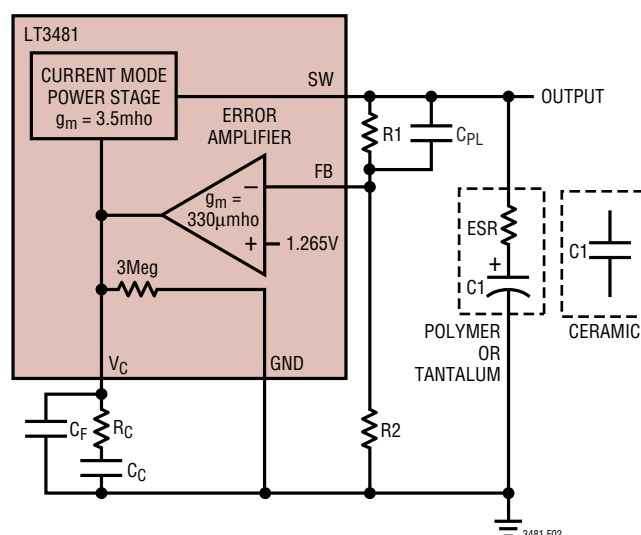 LT3481
CURRENT MODE
POWER STAGE
gm = 3.5mho
SW
OUTPUT
ERROR
AMPLIFIER
R1
CPL
FB
–
gm =
330µmho
+
1.265V
ESR
+
C1
C1
3Meg
POLYMER
OR
TANTALUM
CERAMIC
VC
GND
CF
RC
CC
R2
3481 F02